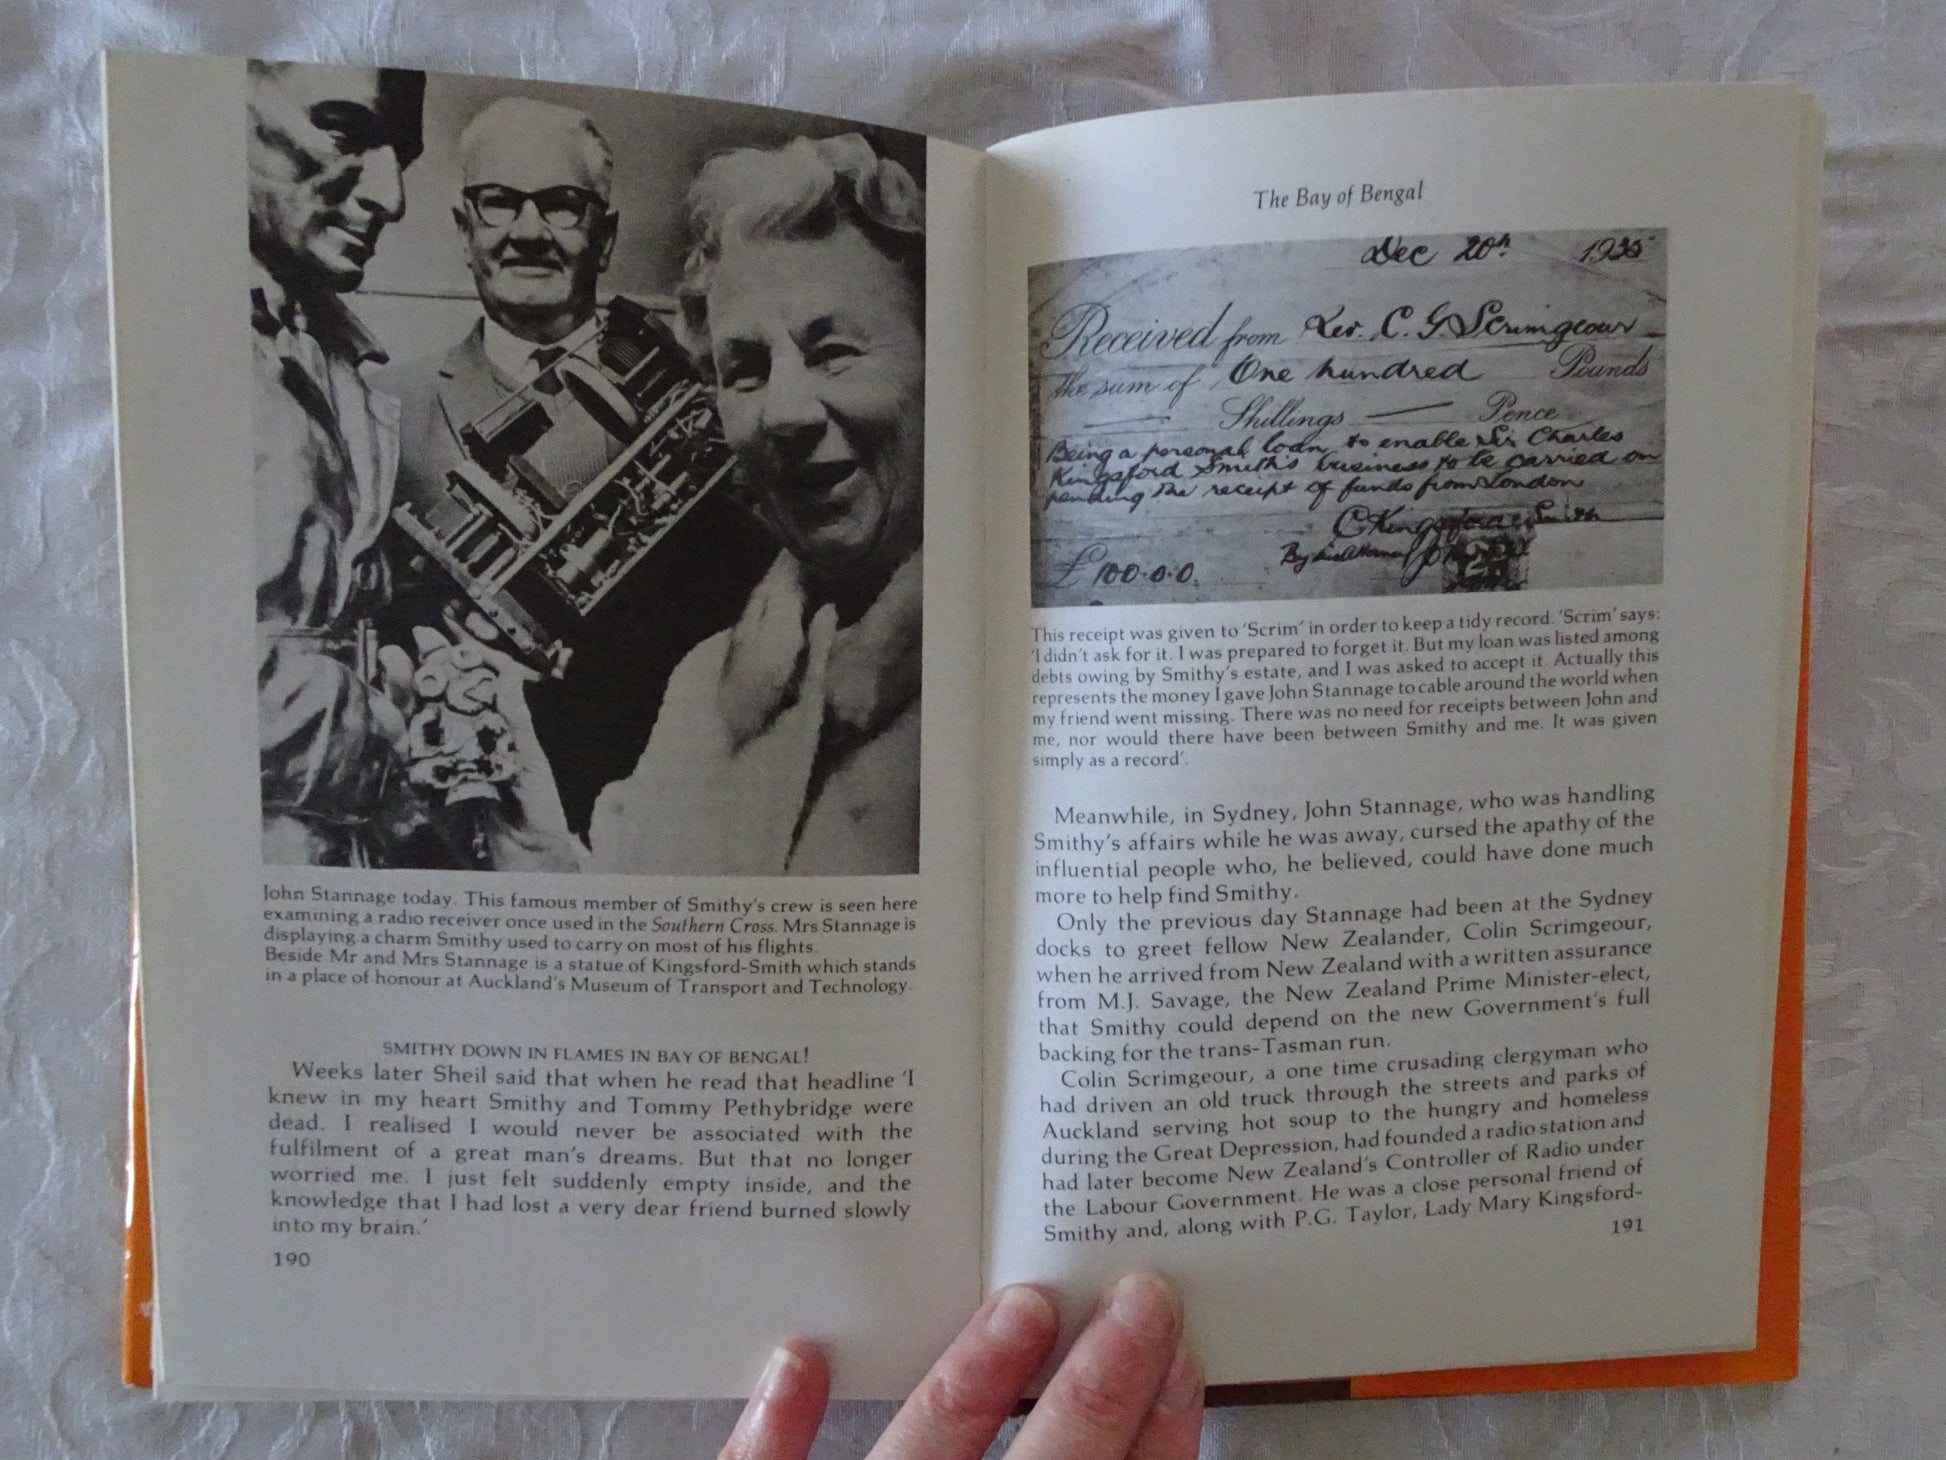 John Stannage today. This famous member of Smithy's crew is seen here
examining a radio receiver once used in the Southern Cross. Mrs Stannage is
displaying a charm Smithy used to carry on most of his flights.
Beside Mr and Mrs Stannage is a statue of Kingsford-Smith which stands
in a place of honour at Auckland's Museum of Transport and Technology.
SMITHY DOWN IN FLAMES IN BAY OF BENGAL!
Weeks later Sheil said that when he read that headline 'I
knew in my heart Smithy and Tommy Pethybridge were
dead. I realised I would never be associated with the
fulfilment of a great man's dreams. But that no longer
worried me. I just felt suddenly empty inside, and the
knowledge that I had lost a very dear friend burned slowly
into my brain.'
190
The Bay of Bengal
Dec 20th 1935
Received from Rev. C. G. Scrimgeour
the sum of One hundred Pounds
Shillings Pence
Being a personal loan to enable Sir Charles
Kingsford Smith's business to be carried on
pending the receipt of funds from London
C. Kingsford Smith
By his Attorney
£ 100.0.0.
This receipt was given to 'Scrim' in order to keep a tidy record. 'Scrim' says:
'I didn't ask for it. I was prepared to forget it. But my loan was listed among
debts owing by Smithy's estate, and I was asked to accept it. Actually this
represents the money I gave John Stannage to cable around the world when
my friend went missing. There was no need for receipts between John and
me, nor would there have been between Smithy and me. It was given
simply as a record'.
Meanwhile, in Sydney, John Stannage, who was handling
Smithy's affairs while he was away, cursed the apathy of the
influential people who, he believed, could have done much
more to help find Smithy.
Only the previous day Stannage had been at the Sydney
docks to greet fellow New Zealander, Colin Scrimgeour,
when he arrived from New Zealand with a written assurance
from M.J. Savage, the New Zealand Prime Minister-elect,
that Smithy could depend on the new Government's full
backing for the trans-Tasman run.
Colin Scrimgeour, a one time crusading clergyman who
had driven an old truck through the streets and parks of
Auckland serving hot soup to the hungry and homeless
during the Great Depression, had founded a radio station and
had later become New Zealand's Controller of Radio under
the Labour Government. He was a close personal friend of
Smithy and, along with P.G. Taylor, Lady Mary Kingsford-
191